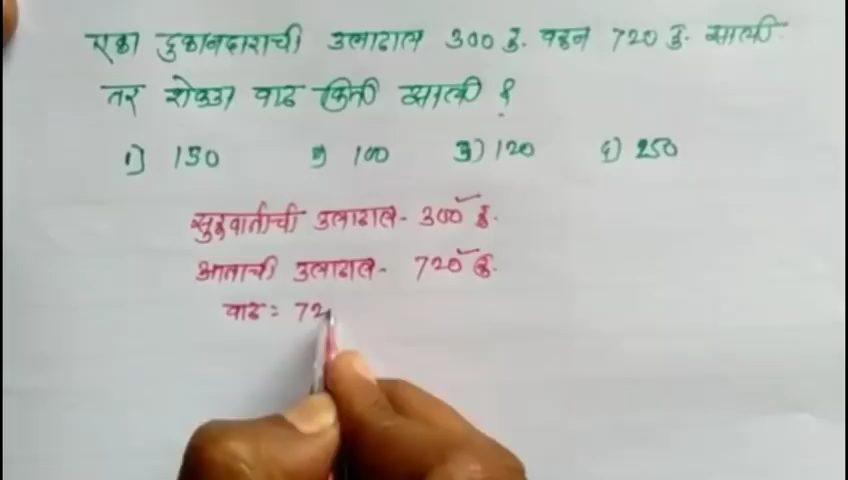 एका दुकानदाराची उलाढाल 300 रु. वरून 720 रु. झाली.
तर शेकडा वाढ किती झाली ?
1) 150 2) 100 3) 120 4) 250
सुरुवातीची उलाढाल - 300 रु.
आताची उलाढाल - 720 रु.
वाढ = 72